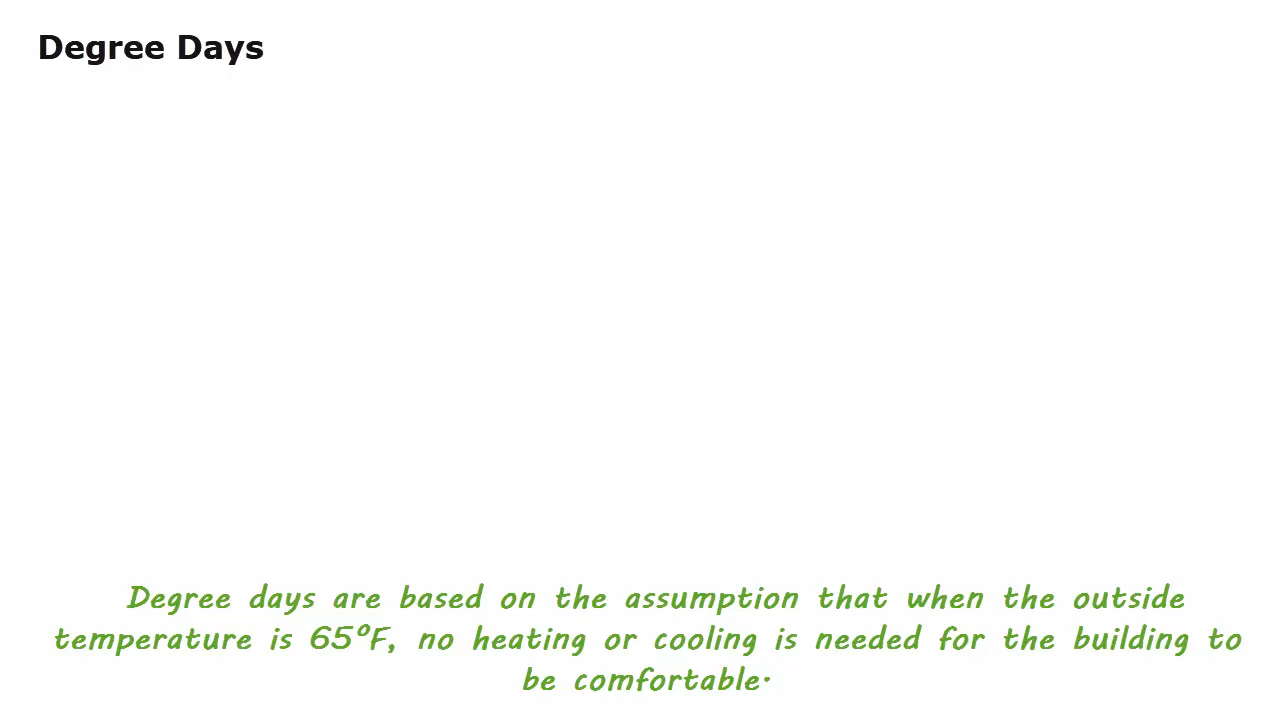 Degree Days
Degree days are based on the assumption that when the outside
temperature is 65°F, no heating or cooling is needed for the building to
be comfortable.